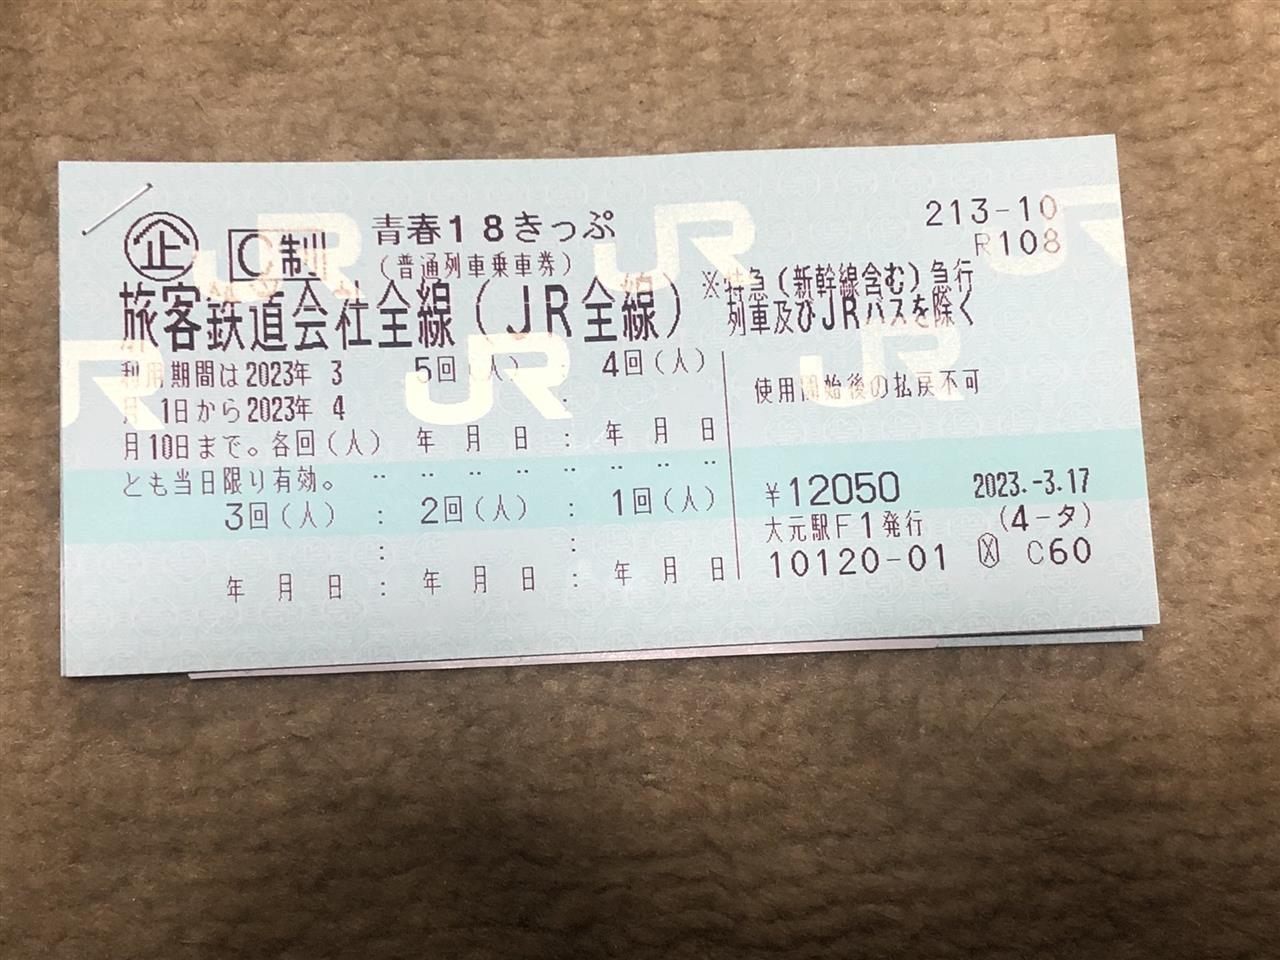 企 C制 青春18きっぷ 213-10
(普通列車乗車券) R108
旅客鉄道会社全線(JR全線) ※特急(新幹線含む)急行
列車及びJRバスを除く
利用期間は2023年 3 5回(人) : 4回(人)
月 1日から2023年 4 :
月10日まで。各回(人) 年 月 日 : 年 月 日
とも当日限り有効。
3回(人) : 2回(人) : 1回(人)
: :
年 月 日 : 年 月 日 : 年 月 日
使用開始後の払戻不可
¥12050 2023.-3.17
大元駅F1発行 (4-タ)
10120-01 Ⓧ C60
JR
JR
JR
JR
JR
JR